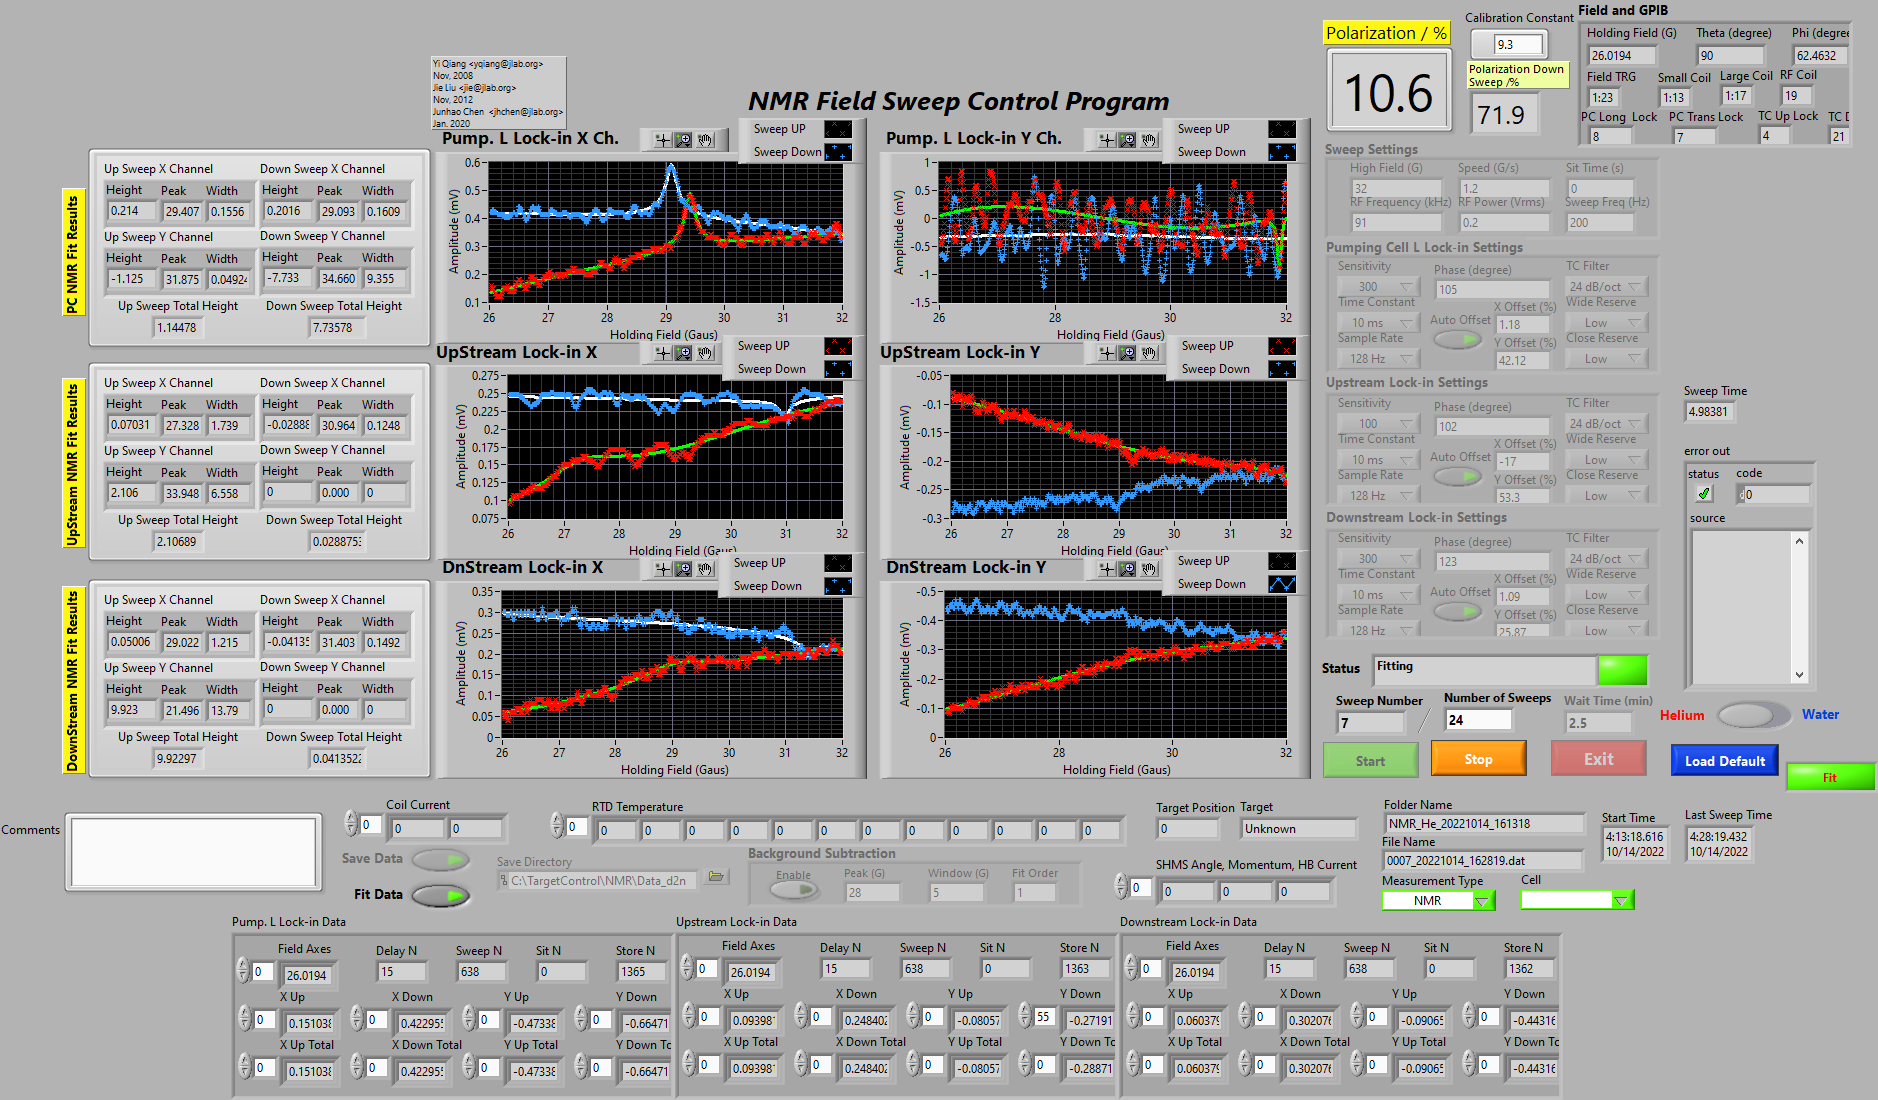 Polarization / %
10.6
Calibration Constant
9.3
Polarization Down
Sweep /%
71.9
Field and GPIB
Holding Field (G) Theta (degree) Phi (degree
26.0194 90 62.4632
Field TRG Small Coil Large Coil RF Coil
1:23 1:13 1:17 19
PC Long Lock PC Trans Lock TC Up Lock TC D
8 7 4 21
Yi Qiang <yqiang@jlab.org>
Nov, 2008
Jie Liu <jie@jlab.org>
Nov, 2012
Junhao Chen <jhchen@jlab.org>
Jan. 2020
NMR Field Sweep Control Program
PC NMR Fit Results
Up Sweep X Channel Down Sweep X Channel
Height Peak Width Height Peak Width
0.214 29.407 0.1556 0.2016 29.093 0.1609
Up Sweep Y Channel Down Sweep Y Channel
Height Peak Width Height Peak Width
-1.125 31.875 0.04924 -7.733 34.660 9.355
Up Sweep Total Height Down Sweep Total Height
1.14478 7.73578
UpStream NMR Fit Results
Up Sweep X Channel Down Sweep X Channel
Height Peak Width Height Peak Width
0.07031 27.328 1.739 -0.02888 30.964 0.1248
Up Sweep Y Channel Down Sweep Y Channel
Height Peak Width Height Peak Width
2.106 33.948 6.558 0 0.000 0
Up Sweep Total Height Down Sweep Total Height
2.10689 0.0288753
DownStream NMR Fit Results
Up Sweep X Channel Down Sweep X Channel
Height Peak Width Height Peak Width
0.05006 29.022 1.215 -0.04135 31.403 0.1492
Up Sweep Y Channel Down Sweep Y Channel
Height Peak Width Height Peak Width
9.923 21.496 13.79 0 0.000 0
Up Sweep Total Height Down Sweep Total Height
9.92297 0.0413522
Pump. L Lock-in X Ch.
Sweep UP
Sweep Down
Amplitude (mV)
0.6
0.5
0.4
0.3
0.2
0.1
26 27 28 29 30 31 32
Holding Field (Gaus)
Pump. L Lock-in Y Ch.
Sweep UP
Sweep Down
Amplitude (mV)
1
0.5
0
-0.5
-1
-1.5
26 28 30 32
Holding Field (Gaus)
UpStream Lock-in X
Sweep UP
Sweep Down
Amplitude (mV)
0.275
0.25
0.225
0.2
0.175
0.15
0.125
0.1
0.075
26 27 28 29 30 31 32
Holding Field (Gaus)
UpStream Lock-in Y
Sweep UP
Sweep Down
Amplitude (mV)
-0.05
-0.1
-0.15
-0.2
-0.25
-0.3
26 27 28 29 30 31 32
Holding Field (Gaus)
DnStream Lock-in X
Sweep UP
Sweep Down
Amplitude (mV)
0.35
0.3
0.25
0.2
0.15
0.1
0.05
0
26 27 28 29 30 31 32
Holding Field (Gaus)
DnStream Lock-in Y
Sweep UP
Sweep Down
Amplitude (mV)
-0.5
-0.4
-0.3
-0.2
-0.1
0
26 28 30 32
Holding Field (Gaus)
Sweep Settings
High Field (G) Speed (G/s) Sit Time (s)
32 1.2 0
RF Frequency (kHz) RF Power (Vrms) Sweep Freq (Hz)
91 0.2 200
Pumping Cell L Lock-in Settings
Sensitivity Phase (degree) TC Filter
300 105 24 dB/oct
Time Constant X Offset (%) Wide Reserve
10 ms Auto Offset 1.18 Low
Sample Rate Y Offset (%) Close Reserve
128 Hz 42.12 Low
Upstream Lock-in Settings
Sensitivity Phase (degree) TC Filter
100 102 24 dB/oct
Time Constant X Offset (%) Wide Reserve
10 ms Auto Offset -17 Low
Sample Rate Y Offset (%) Close Reserve
128 Hz 53.3 Low
Downstream Lock-in Settings
Sensitivity Phase (degree) TC Filter
300 123 24 dB/oct
Time Constant X Offset (%) Wide Reserve
10 ms Auto Offset 1.09 Low
Sample Rate Y Offset (%) Close Reserve
128 Hz 25.87 Low
Sweep Time
4.98381
error out
status code
0
source
Status Fitting
Sweep Number Number of Sweeps Wait Time (min)
7 / 24 2.5
Helium Water
Start Stop Exit Load Default Fit
Comments
Coil Current
0 0 0
Save Data
Fit Data
RTD Temperature
0 0 0 0 0 0 0 0 0 0 0 0 0
Save Directory
C:\TargetControl\NMR\Data_d2n
Background Subtraction
Enable Peak (G) Window (G) Fit Order
28 5 1
Target Position Target
0 Unknown
SHMS Angle, Momentum, HB Current
0 0 0 0
Folder Name
NMR_He_20221014_161318
File Name
0007_20221014_162819.dat
Measurement Type Cell
NMR
Start Time
4:13:18.616
10/14/2022
Last Sweep Time
4:28:19.432
10/14/2022
Pump. L Lock-in Data
Field Axes Delay N Sweep N Sit N Store N
0 26.0194 15 638 0 1365
X Up X Down Y Up Y Down
0 0.151038 0 0.422955 0 -0.47338 0 -0.66471
X Up Total X Down Total Y Up Total Y Down To
0 0.151038 0 0.422955 0 -0.47338 0 -0.66471
Upstream Lock-in Data
Field Axes Delay N Sweep N Sit N Store N
0 26.0194 15 638 0 1363
X Up X Down Y Up Y Down
0 0.09398 0 0.248402 0 -0.08057 55 -0.27191
X Up Total X Down Total Y Up Total Y Down To
0 0.09398 0 0.248402 0 -0.08057 0 -0.28871
Downstream Lock-in Data
Field Axes Delay N Sweep N Sit N Store N
0 26.0194 15 638 0 1362
X Up X Down Y Up Y Down
0 0.060379 0 0.302076 0 -0.09065 0 -0.44316
X Up Total X Down Total Y Up Total Y Down To
0 0.060379 0 0.302076 0 -0.09065 0 -0.44316